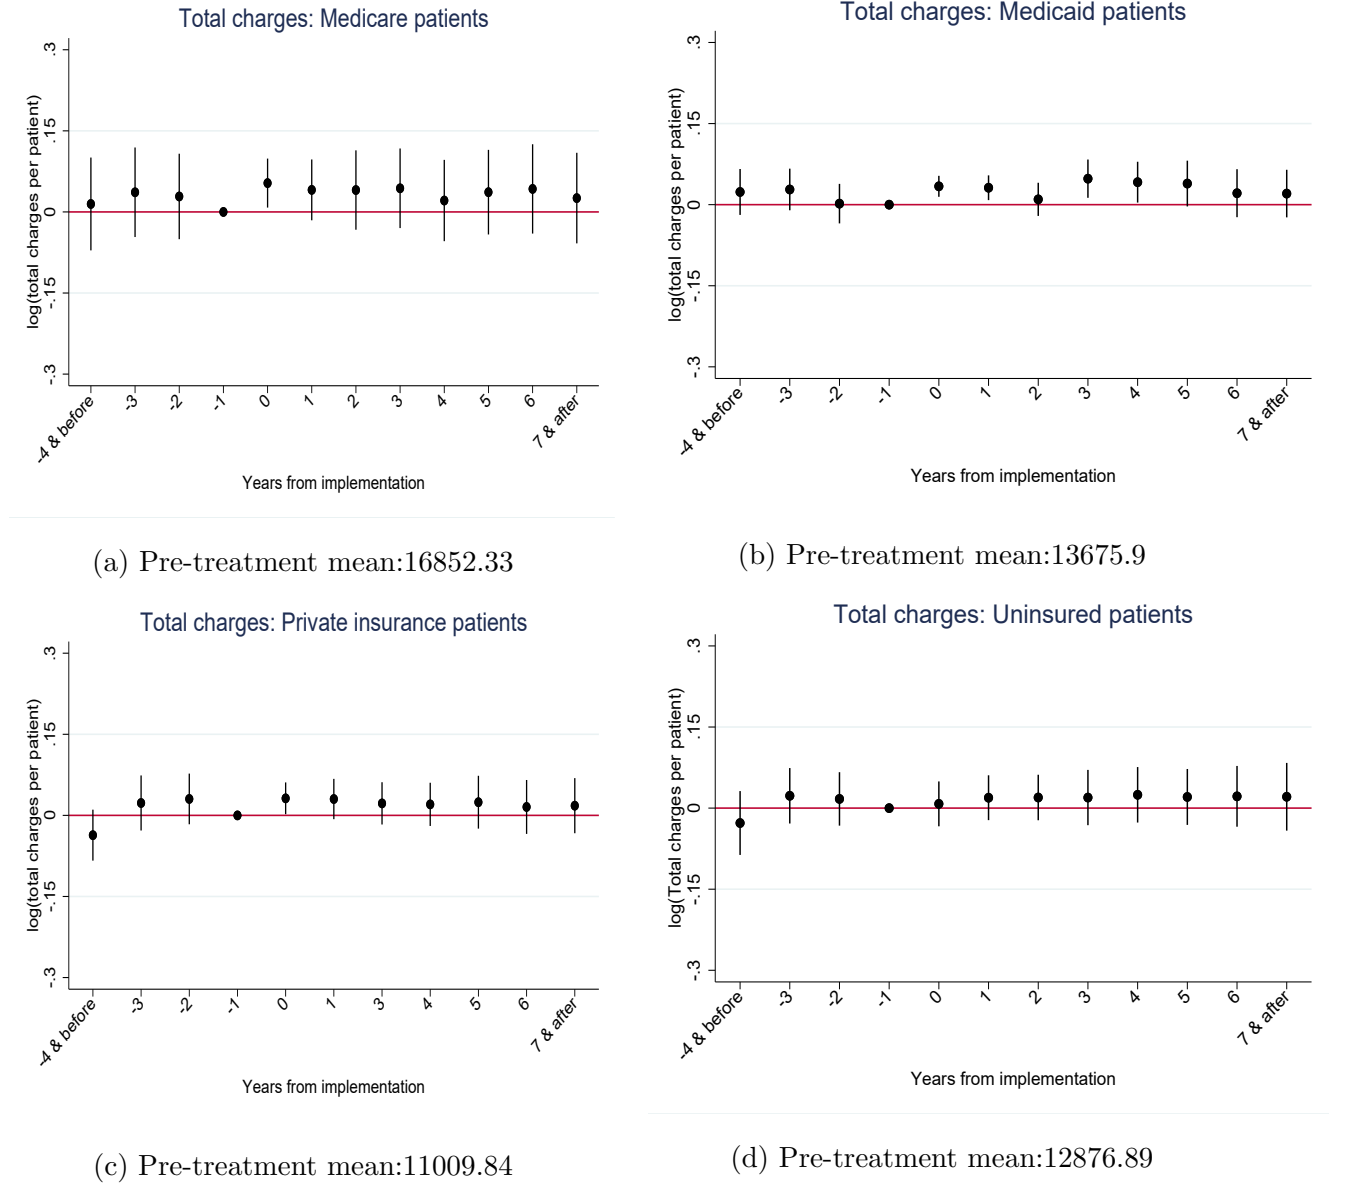 Total charges: Medicare patients
log(total charges per patient)
.3
.15
0
-.15
-.3
-4 & before
-3
-2
-1
0
1
2
3
4
5
6
7 & after
Years from implementation
(a) Pre-treatment mean:16852.33
Total charges: Medicaid patients
log(total charges per patient)
.3
.15
0
-.15
-.3
-4 & before
-3
-2
-1
0
1
2
3
4
5
6
7 & after
Years from implementation
(b) Pre-treatment mean:13675.9
Total charges: Private insurance patients
log(total charges per patient)
.3
.15
0
-.15
-.3
-4 & before
-3
-2
-1
0
1
3
4
5
6
7 & after
Years from implementation
(c) Pre-treatment mean:11009.84
Total charges: Uninsured patients
log(Total charges per patient)
.3
.15
0
-.15
-.3
-4 & before
-3
-2
-1
0
1
2
3
4
5
6
7 & after
Years from implementation
(d) Pre-treatment mean:12876.89